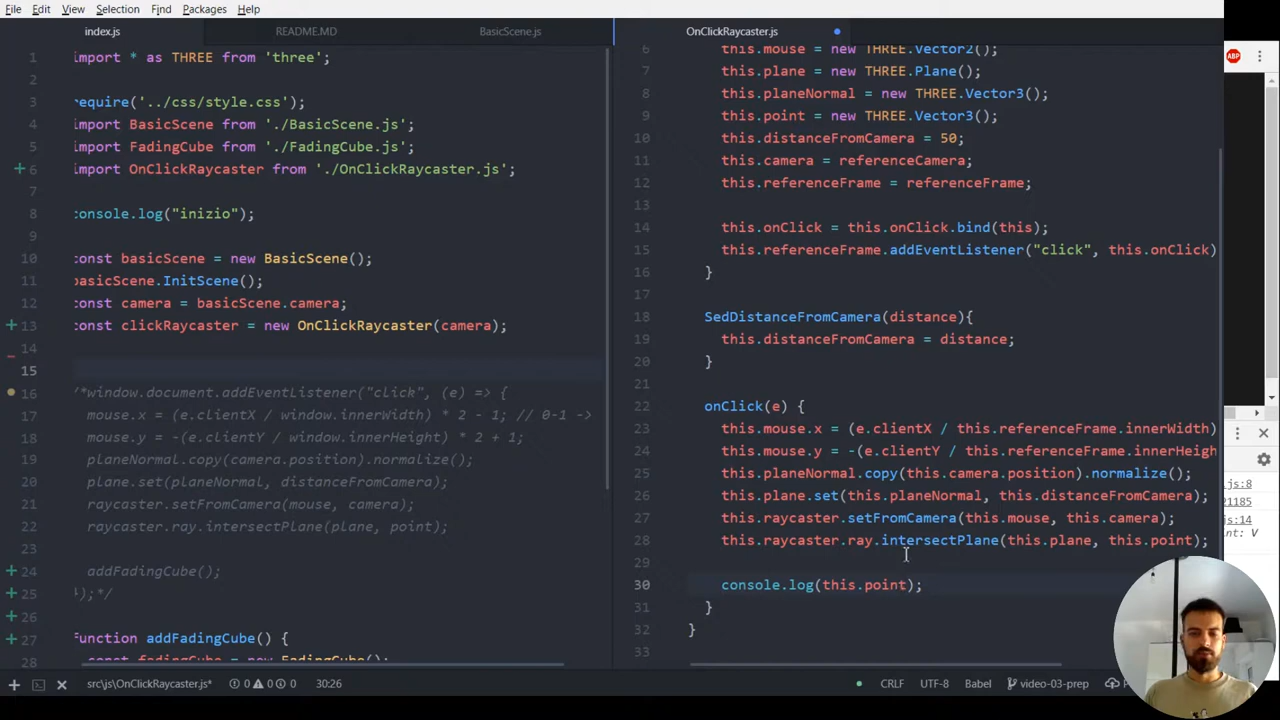 File Edit View Selection Find Packages Help
index.js README.MD BasicScene.js
1 import * as THREE from 'three';
2
3 require('../css/style.css');
4 import BasicScene from './BasicScene.js';
5 import FadingCube from './FadingCube.js';
6 import OnClickRaycaster from './OnClickRaycaster.js';
7
8 console.log("inizio");
9
10 const basicScene = new BasicScene();
11 basicScene.InitScene();
12 const camera = basicScene.camera;
13 const clickRaycaster = new OnClickRaycaster(camera);
14
15
16 /*window.document.addEventListener("click", (e) => {
17 mouse.x = (e.clientX / window.innerWidth) * 2 - 1; // 0-1 ->
18 mouse.y = -(e.clientY / window.innerHeight) * 2 + 1;
19 planeNormal.copy(camera.position).normalize();
20 plane.set(planeNormal, distanceFromCamera);
21 raycaster.setFromCamera(mouse, camera);
22 raycaster.ray.intersectPlane(plane, point);
24 addFadingCube();
25 });*/
26
27 function addFadingCube() {
28 const fadingCube = new FadingCube();
OnClickRaycaster.js
6 this.mouse = new THREE.Vector2();
7 this.plane = new THREE.Plane();
8 this.planeNormal = new THREE.Vector3();
9 this.point = new THREE.Vector3();
10 this.distanceFromCamera = 50;
11 this.camera = referenceCamera;
12 this.referenceFrame = referenceFrame;
13
14 this.onClick = this.onClick.bind(this);
15 this.referenceFrame.addEventListener("click", this.onClick)
16 }
17
18 SedDistanceFromCamera(distance){
19 this.distanceFromCamera = distance;
20 }
21
22 onClick(e) {
23 this.mouse.x = (e.clientX / this.referenceFrame.innerWidth)
24 this.mouse.y = -(e.clientY / this.referenceFrame.innerHeigh
25 this.planeNormal.copy(this.camera.position).normalize();
26 this.plane.set(this.planeNormal, this.distanceFromCamera);
27 this.raycaster.setFromCamera(this.mouse, this.camera);
28 this.raycaster.ray.intersectPlane(this.plane, this.point);
29
30 console.log(this.point);
31 }
32 }
33
ABP
js:8
21185
js:14
nt: V
src\js\OnClickRaycaster.js* 0 0 0 30:26 CRLF UTF-8 Babel video-03-prep